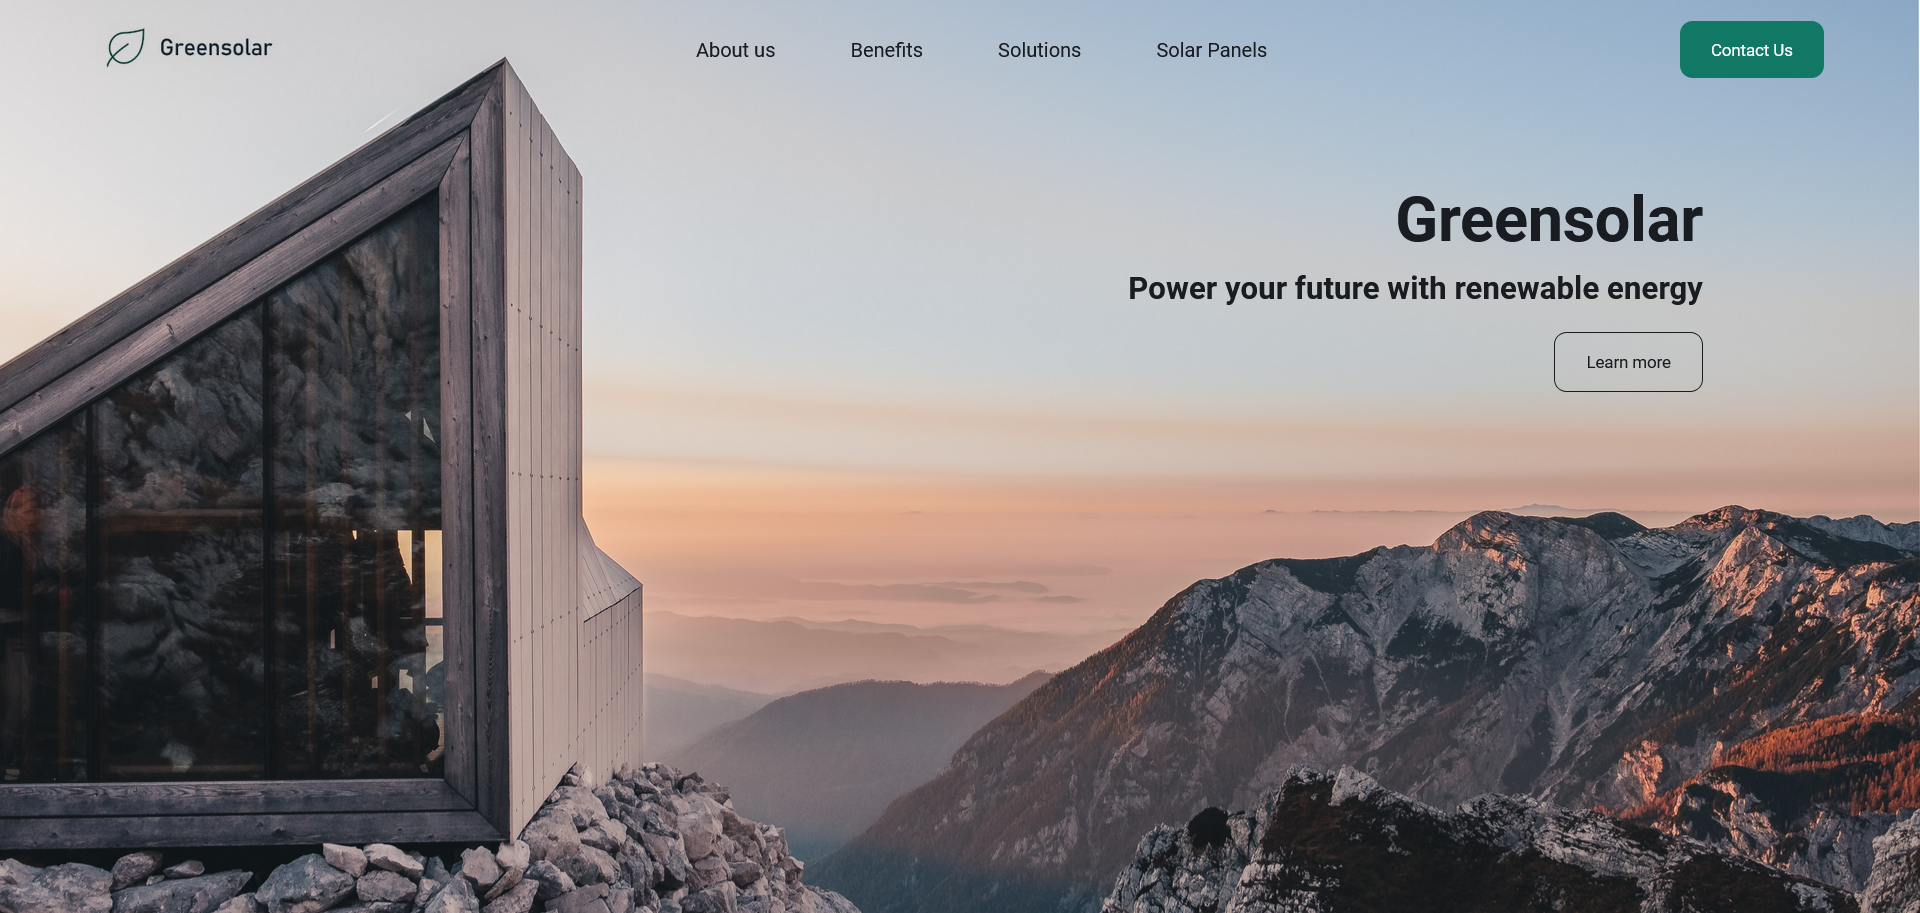 Greensolar
About us
Benefits
Solutions
Solar Panels
Contact Us
Greensolar
Power your future with renewable energy
Learn more